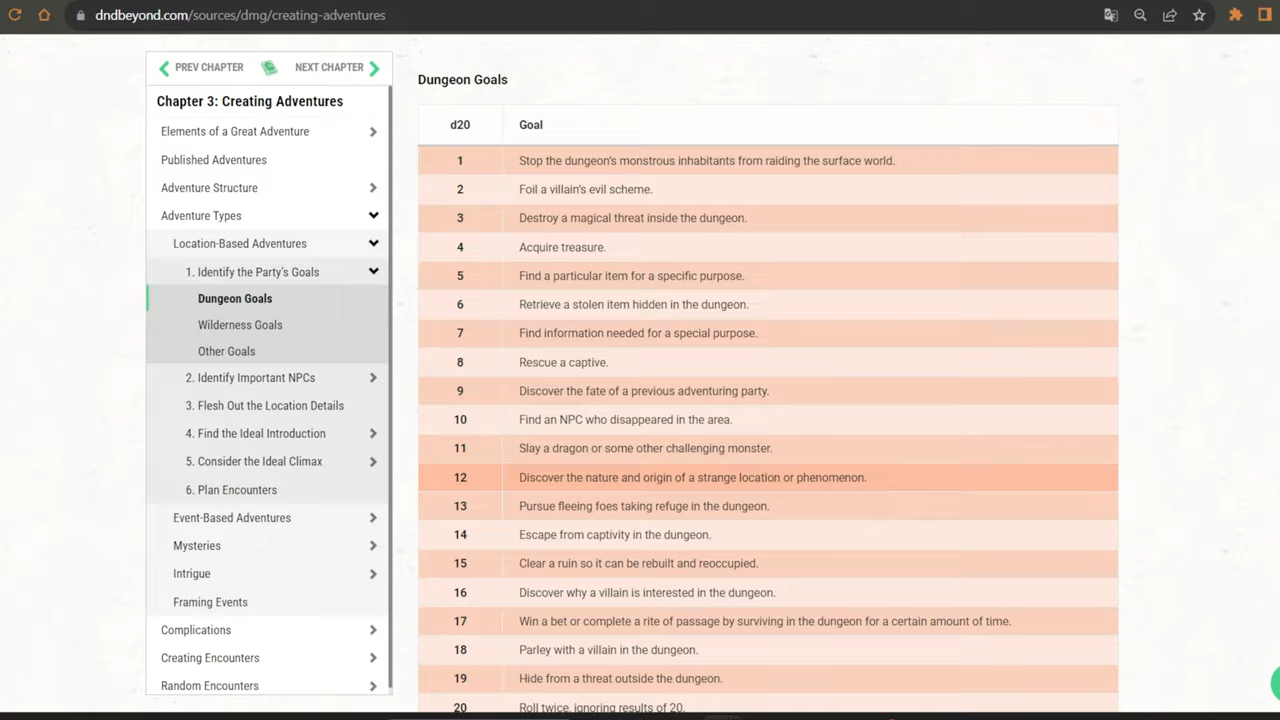 dndbeyond.com/sources/dmg/creating-adventures
PREV CHAPTER NEXT CHAPTER
Chapter 3: Creating Adventures
Elements of a Great Adventure
Published Adventures
Adventure Structure
Adventure Types
Location-Based Adventures
1. Identify the Party's Goals
Dungeon Goals
Wilderness Goals
Other Goals
2. Identify Important NPCs
3. Flesh Out the Location Details
4. Find the Ideal Introduction
5. Consider the Ideal Climax
6. Plan Encounters
Event-Based Adventures
Mysteries
Intrigue
Framing Events
Complications
Creating Encounters
Random Encounters
Dungeon Goals
d20 Goal
1 Stop the dungeon's monstrous inhabitants from raiding the surface world.
2 Foil a villain's evil scheme.
3 Destroy a magical threat inside the dungeon.
4 Acquire treasure.
5 Find a particular item for a specific purpose.
6 Retrieve a stolen item hidden in the dungeon.
7 Find information needed for a special purpose.
8 Rescue a captive.
9 Discover the fate of a previous adventuring party.
10 Find an NPC who disappeared in the area.
11 Slay a dragon or some other challenging monster.
12 Discover the nature and origin of a strange location or phenomenon.
13 Pursue fleeing foes taking refuge in the dungeon.
14 Escape from captivity in the dungeon.
15 Clear a ruin so it can be rebuilt and reoccupied.
16 Discover why a villain is interested in the dungeon.
17 Win a bet or complete a rite of passage by surviving in the dungeon for a certain amount of time.
18 Parley with a villain in the dungeon.
19 Hide from a threat outside the dungeon.
20 Roll twice, ignoring results of 20.